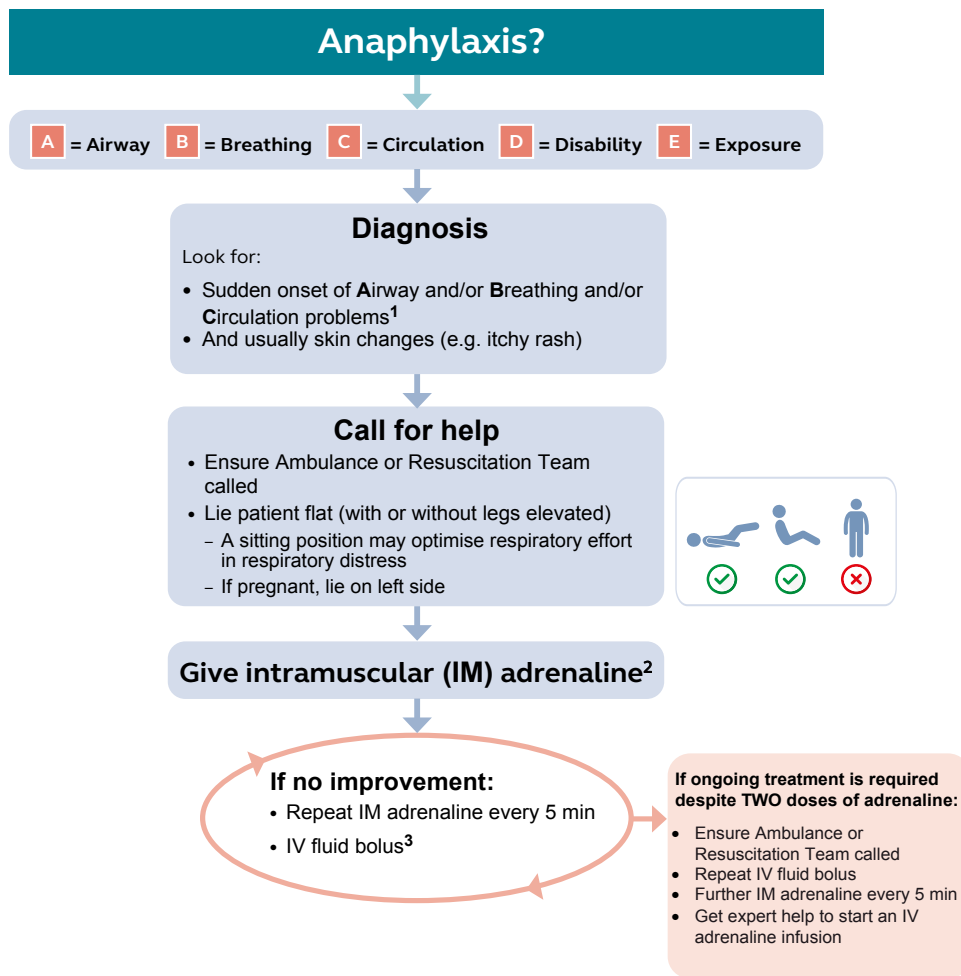 Anaphylaxis?
A = Airway B = Breathing C = Circulation D = Disability E = Exposure
Diagnosis
Look for:
• Sudden onset of Airway and/or Breathing and/or
Circulation problems¹
• And usually skin changes (e.g. itchy rash)
Call for help
• Ensure Ambulance or Resuscitation Team
called
• Lie patient flat (with or without legs elevated)
– A sitting position may optimise respiratory effort
in respiratory distress
– If pregnant, lie on left side
Give intramuscular (IM) adrenaline²
If no improvement:
• Repeat IM adrenaline every 5 min
• IV fluid bolus³
If ongoing treatment is required
despite TWO doses of adrenaline:
• Ensure Ambulance or
Resuscitation Team called
• Repeat IV fluid bolus
• Further IM adrenaline every 5 min
• Get expert help to start an IV
adrenaline infusion